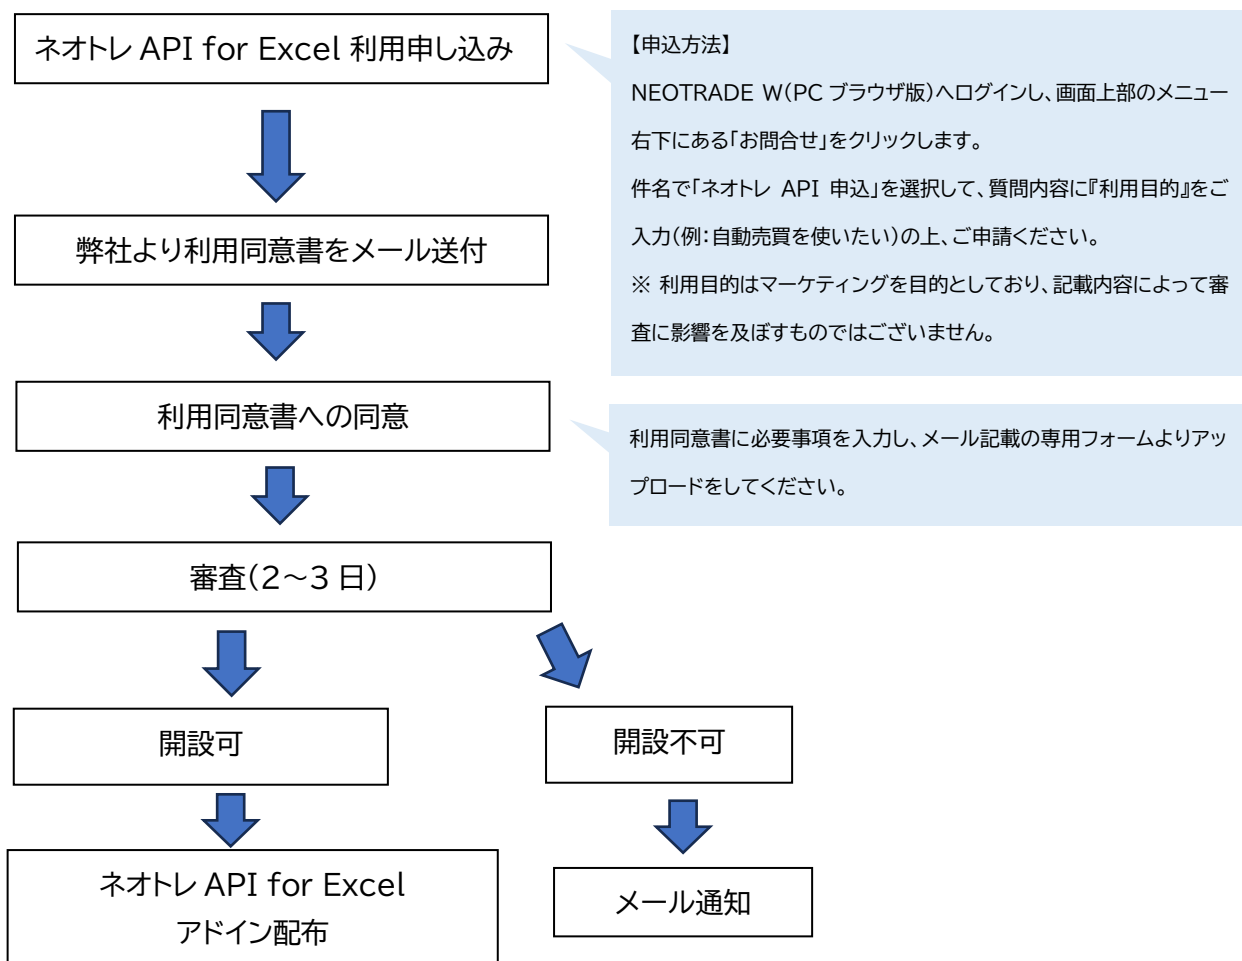 ネオトレ API for Excel 利用申し込み
【申込方法】
NEOTRADE W(PC ブラウザ版)へログインし、画面上部のメニュー
右下にある「お問合せ」をクリックします。
件名で「ネオトレ API 申込」を選択して、質問内容に『利用目的』をご
入力(例:自動売買を使いたい)の上、ご申請ください。
※ 利用目的はマーケティングを目的としており、記載内容によって審
査に影響を及ぼすものではございません。
弊社より利用同意書をメール送付
利用同意書への同意
利用同意書に必要事項を入力し、メール記載の専用フォームよりアッ
プロードをしてください。
審査(2~3 日)
開設可
開設不可
ネオトレ API for Excel
アドイン配布
メール通知